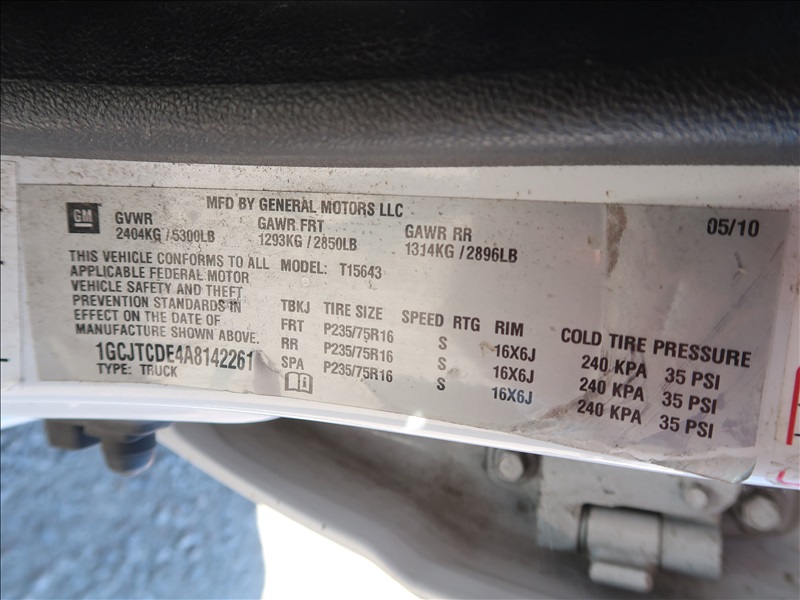 MFD BY GENERAL MOTORS LLC
GM
GVWR GAWR FRT GAWR RR 05/10
2404KG / 5300LB 1293KG / 2850LB 1314KG / 2896LB
THIS VEHICLE CONFORMS TO ALL MODEL: T15643
APPLICABLE FEDERAL MOTOR
VEHICLE SAFETY AND THEFT
PREVENTION STANDARDS IN
EFFECT ON THE DATE OF
MANUFACTURE SHOWN ABOVE.
1GCJTCDE4A8142261
TYPE: TRUCK
TBKJ TIRE SIZE SPEED RTG RIM COLD TIRE PRESSURE
FRT P235/75R16 S 16X6J 240 KPA 35 PSI
RR P235/75R16 S 16X6J 240 KPA 35 PSI
SPA P235/75R16 S 16X6J 240 KPA 35 PSI